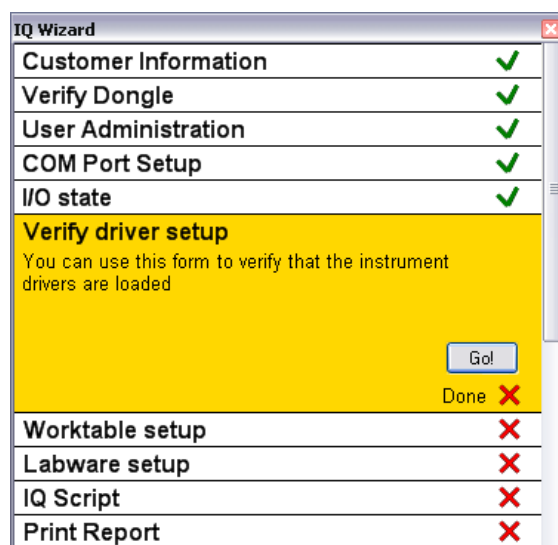 IQ Wizard
Customer Information
Verify Dongle
User Administration
COM Port Setup
I/O state
Verify driver setup
You can use this form to verify that the instrument
drivers are loaded
Go!
Done
Worktable setup
Labware setup
IQ Script
Print Report